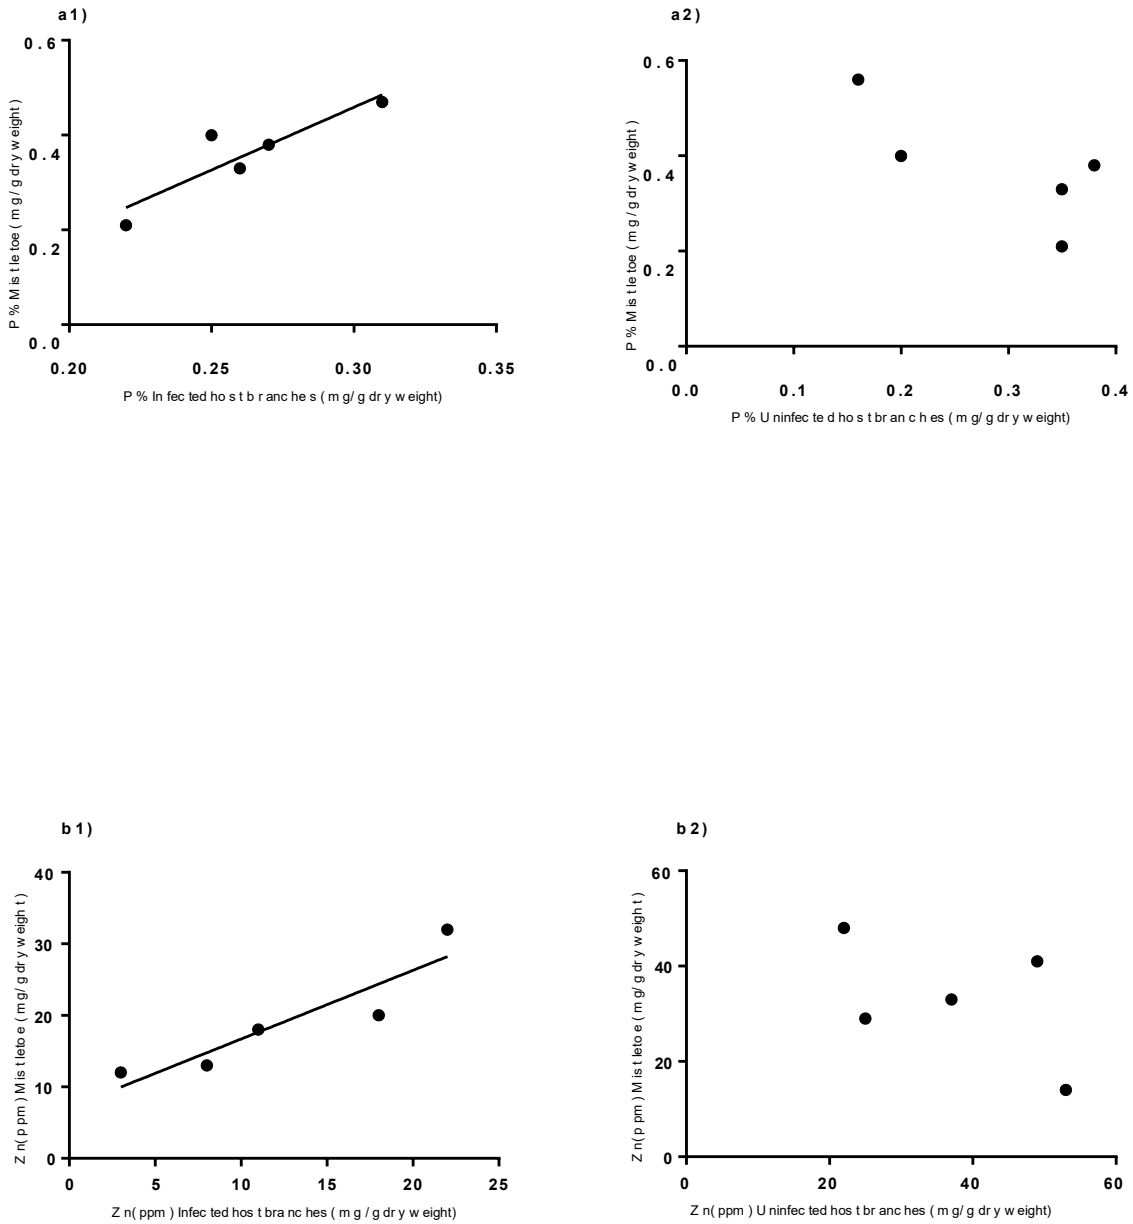 a1)
0.6
0.4
0.2
0.0
0.20 0.25 0.30 0.35
P % Mistletoe (mg/g dry weight)
P % Infected host branches (mg/g dry weight)
a2)
0.6
0.4
0.2
0.0
0.0 0.1 0.2 0.3 0.4
P % Mistletoe (mg/g dry weight)
P % Uninfected host branches (mg/g dry weight)
b1)
40
30
20
10
0
0 5 10 15 20 25
Zn(ppm) Mistletoe (mg/g dry weight)
Zn(ppm) Infected host branches (mg/g dry weight)
b2)
60
40
20
0
0 20 40 60
Zn(ppm) Mistletoe (mg/g dry weight)
Zn(ppm) Uninfected host branches (mg/g dry weight)